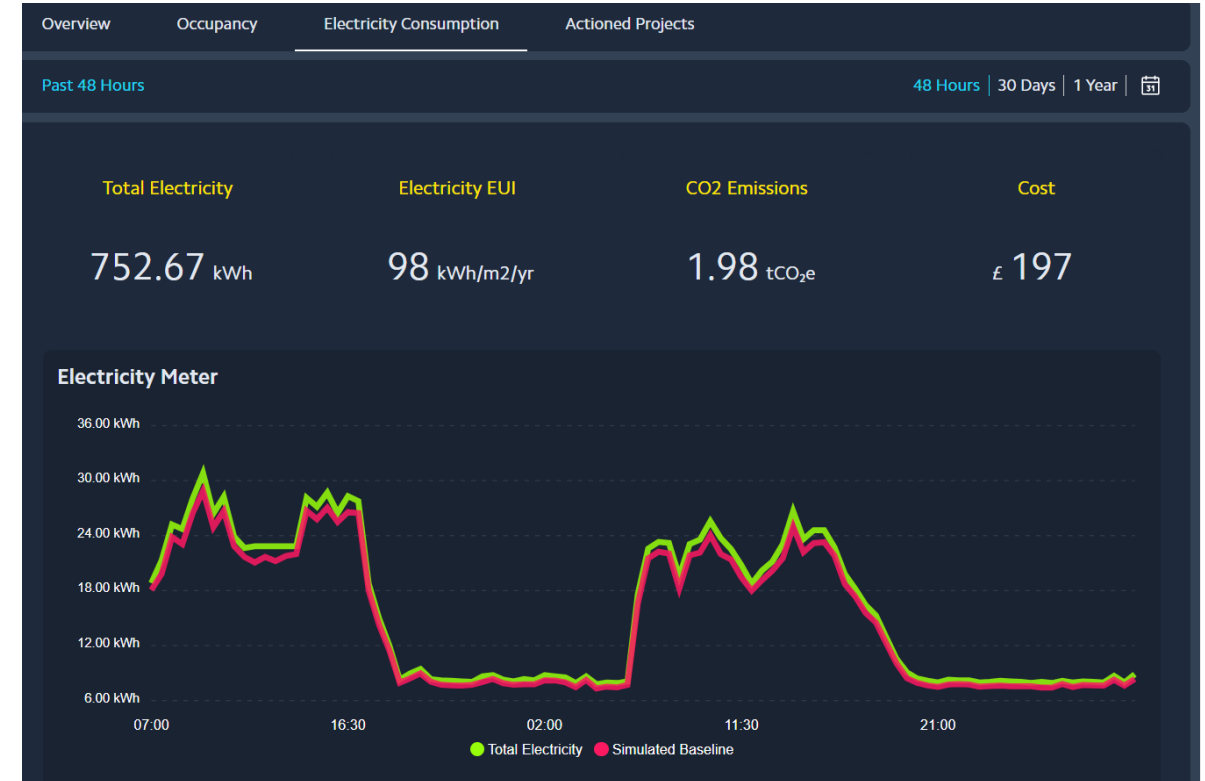 Overview Occupancy Electricity Consumption Actioned Projects
Past 48 Hours 48 Hours 30 Days 1 Year 31
Total Electricity Electricity EUI CO2 Emissions Cost
752.67 kWh 98 kWh/m2/yr 1.98 tCO₂e £ 197
Electricity Meter
36.00 kWh
30.00 kWh
24.00 kWh
18.00 kWh
12.00 kWh
6.00 kWh
07:00 16:30 02:00 11:30 21:00
Total Electricity Simulated Baseline